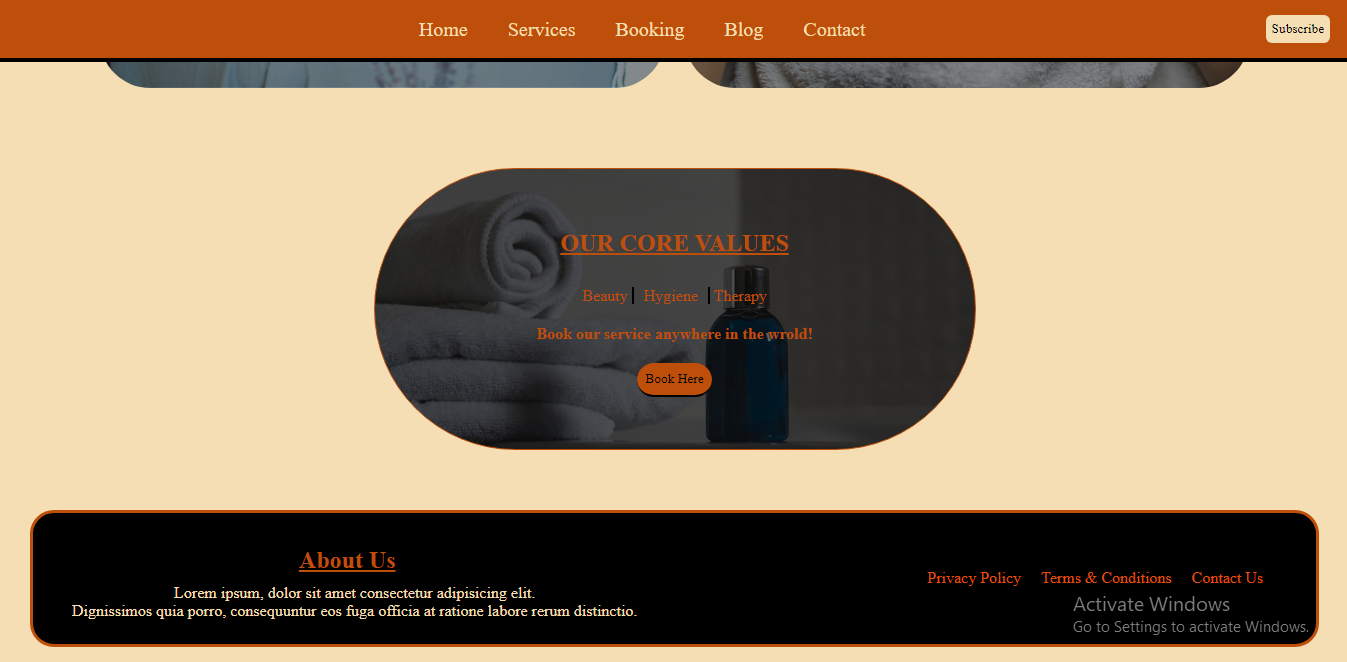 Home Services Booking Blog Contact Subscribe
OUR CORE VALUES
Beauty Hygiene Therapy
Book our service anywhere in the wrold!
Book Here
About Us
Lorem ipsum, dolor sit amet consectetur adipisicing elit.
Dignissimos quia porro, consequuntur eos fuga officia at ratione labore rerum distinctio.
Privacy Policy Terms & Conditions Contact Us
Activate Windows
Go to Settings to activate Windows.